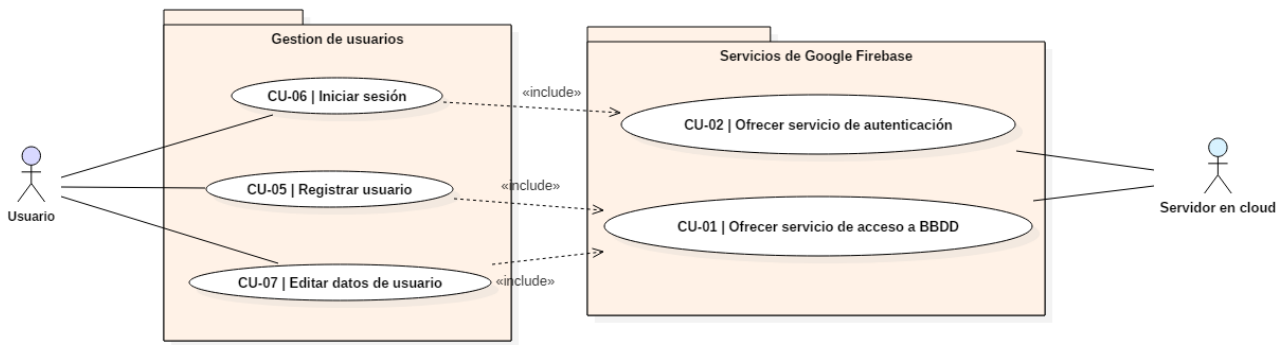 Gestion de usuarios
Servicios de Google Firebase
CU-06 | Iniciar sesión
«include»
CU-02 | Ofrecer servicio de autenticación
Usuario
CU-05 | Registrar usuario
«include»
CU-01 | Ofrecer servicio de acceso a BBDD
Servidor en cloud
CU-07 | Editar datos de usuario
«include»